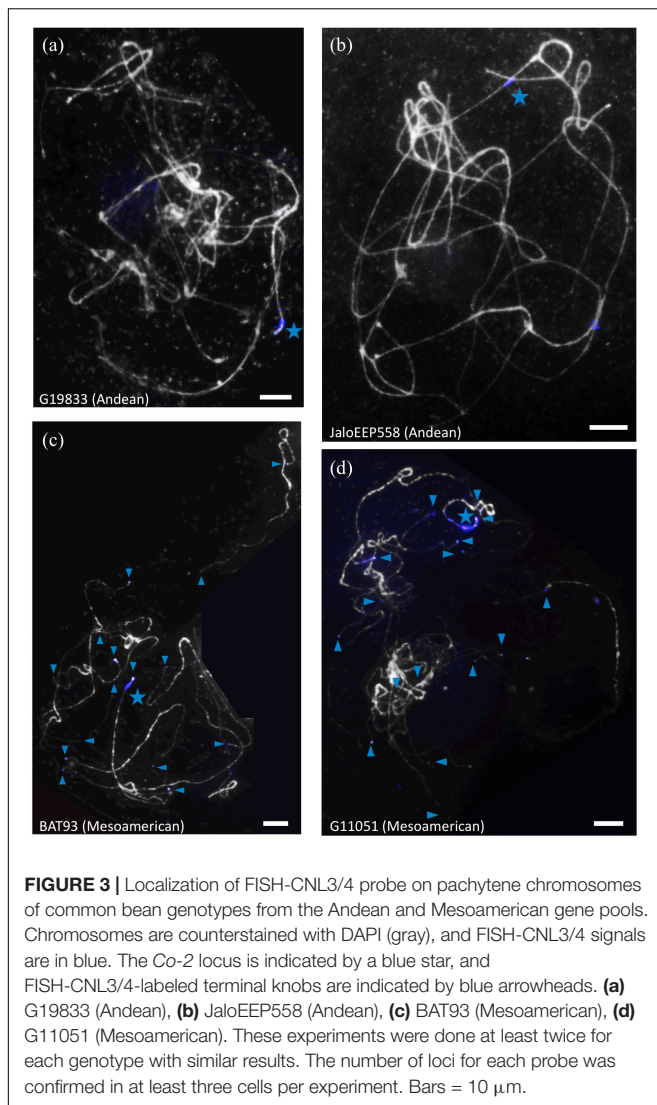 (a)
(b)
G19833 (Andean)
JaloEEP558 (Andean)
(c)
(d)
BAT93 (Mesoamerican)
G11051 (Mesoamerican)
FIGURE 3 | Localization of FISH-CNL3/4 probe on pachytene chromosomes
of common bean genotypes from the Andean and Mesoamerican gene pools.
Chromosomes are counterstained with DAPI (gray), and FISH-CNL3/4 signals
are in blue. The Co-2 locus is indicated by a blue star, and
FISH-CNL3/4-labeled terminal knobs are indicated by blue arrowheads. (a)
G19833 (Andean), (b) JaloEEP558 (Andean), (c) BAT93 (Mesoamerican), (d)
G11051 (Mesoamerican). These experiments were done at least twice for
each genotype with similar results. The number of loci for each probe was
confirmed in at least three cells per experiment. Bars = 10 μm.